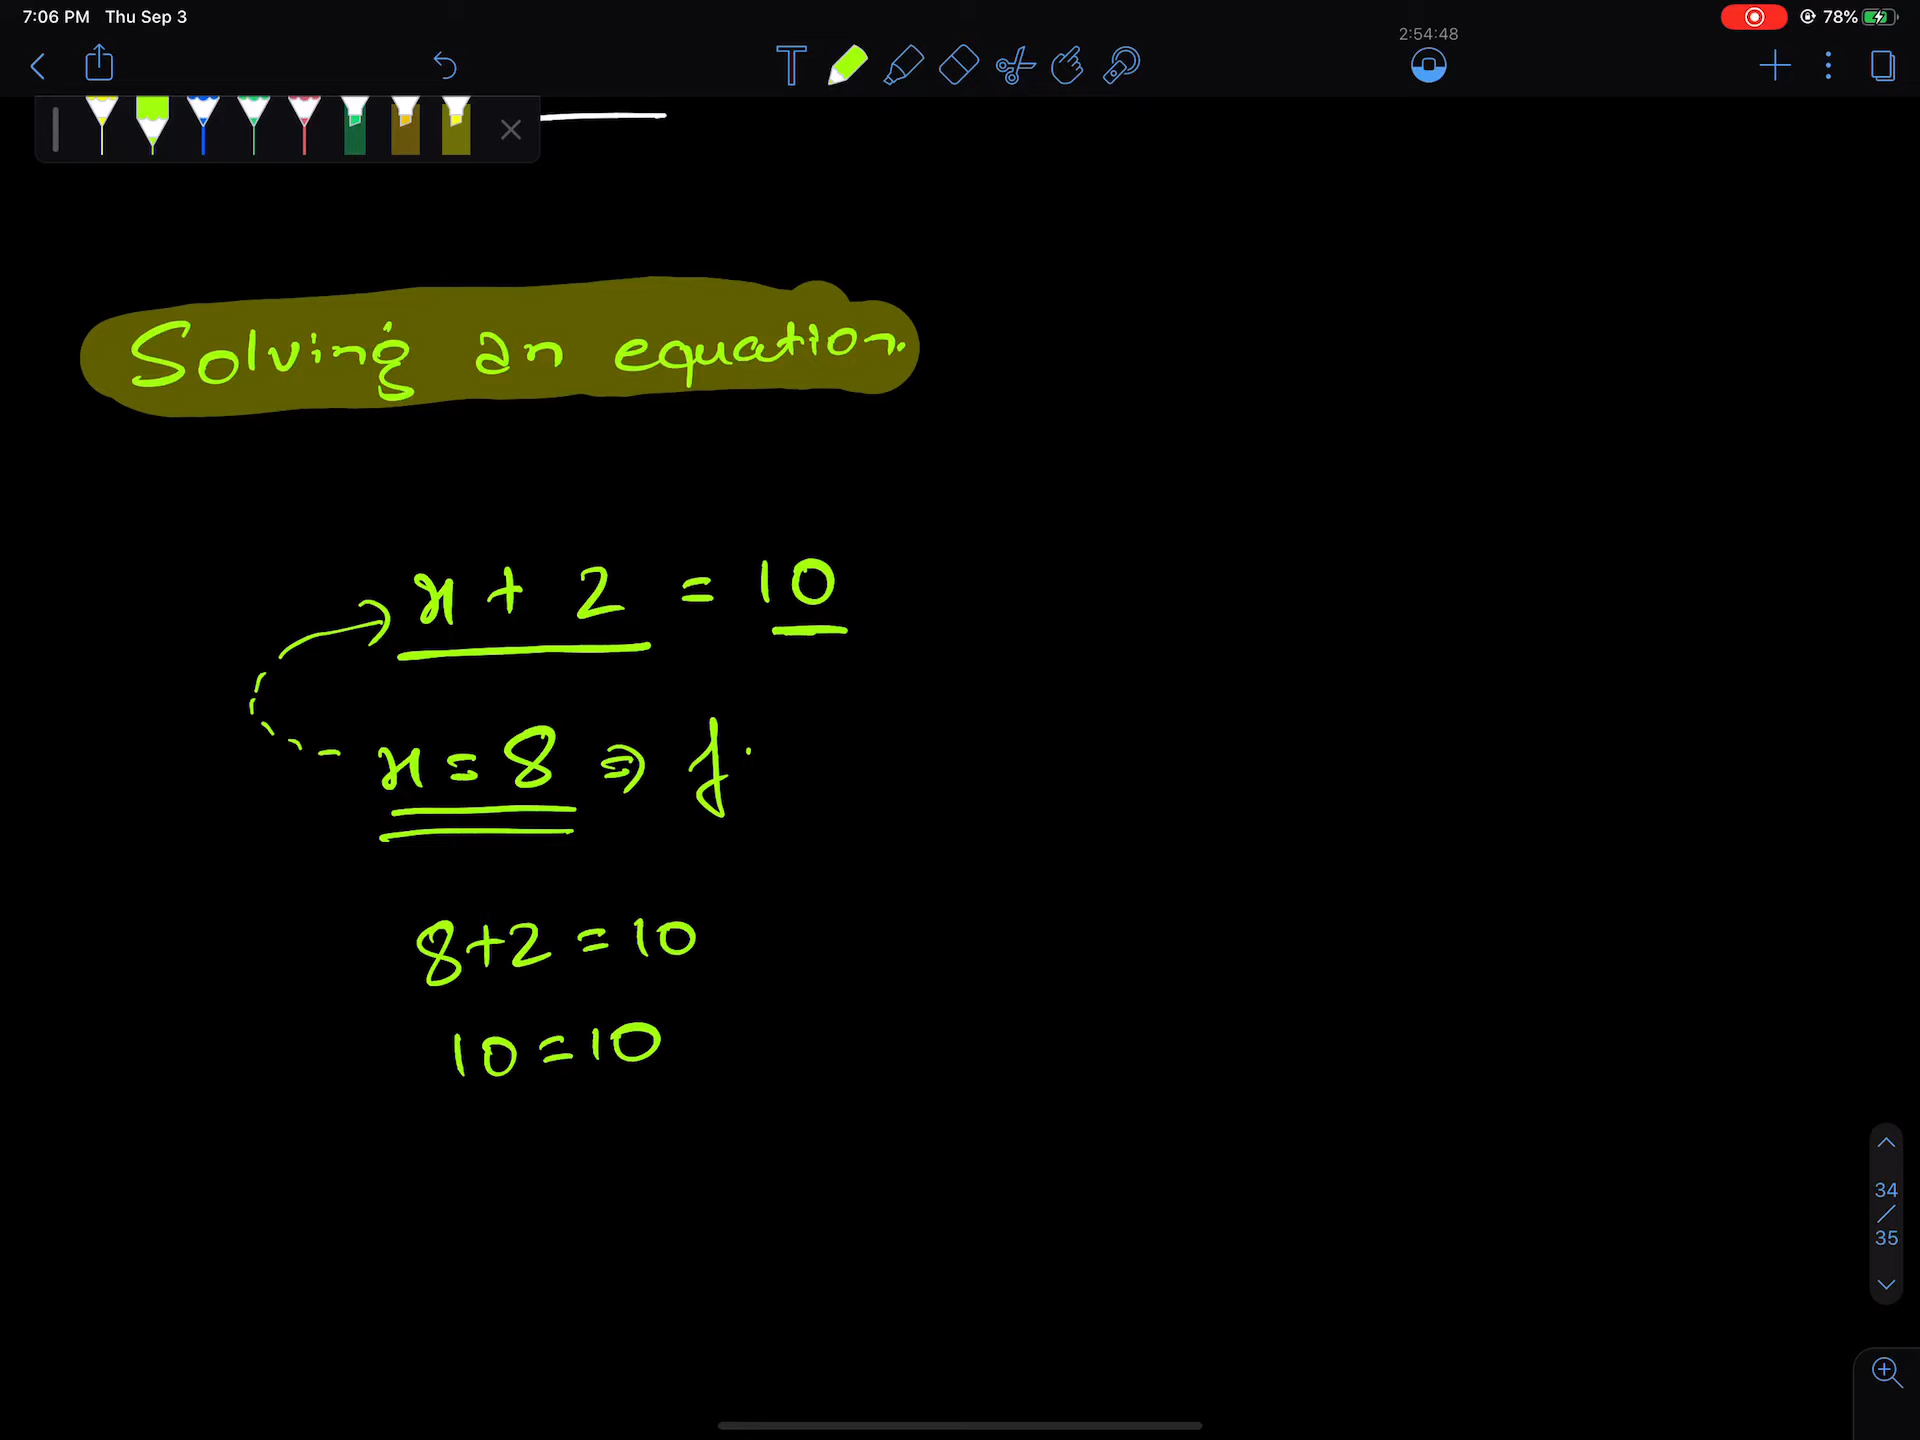 7:06 PM Thu Sep 3
78%
2:54:48
Solving an equation.
x + 2 = 10
x = 8 ⇒ f
8+2 = 10
10 = 10
34
/
35